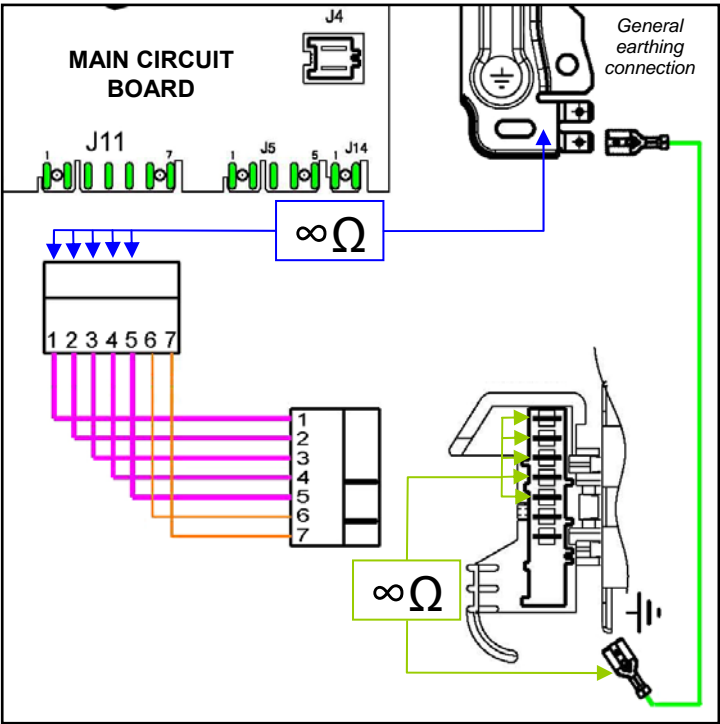 MAIN CIRCUIT
BOARD
J4
General
earthing
connection
J11
J5
J14
1
7
1
5
1
∞Ω
1 2 3 4 5 6 7
1
2
3
4
5
6
7
∞Ω